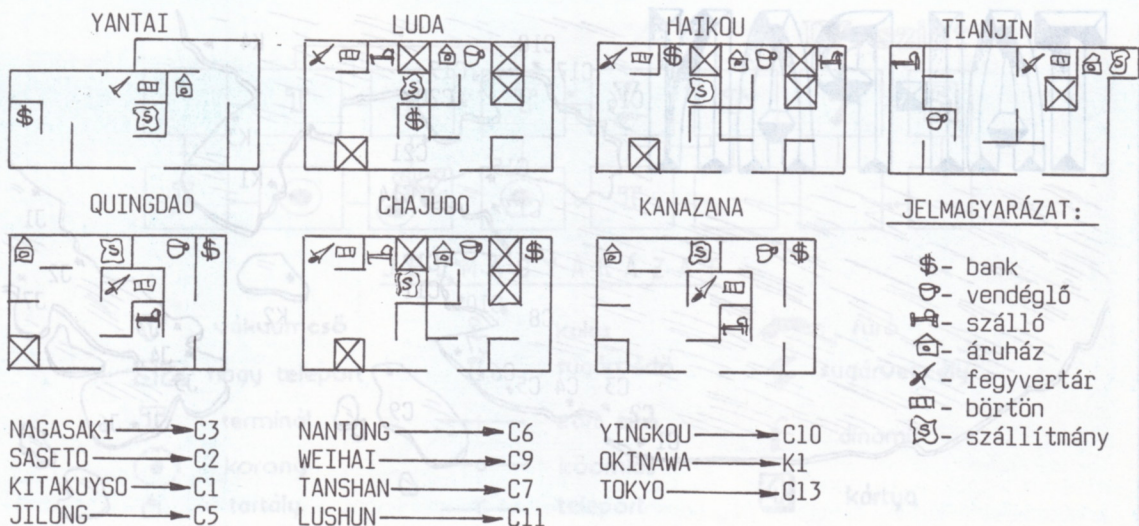 YANTAI LUDA HAIKOU TIANJIN
QUINGDAO CHAJUDO KANAZANA JELMAGYARÁZAT:
$ - bank
- vendéglő
- szálló
- áruház
- fegyvertár
- börtön
- szállítmány
NAGASAKI → C3
SASETO → C2
KITAKUYSO → C1
JILONG → C5
NANTONG → C6
WEIHAI → C9
TANSHAN → C7
LUSHUN → C11
YINGKOU → C10
OKINAWA → K1
TOKYO → C13